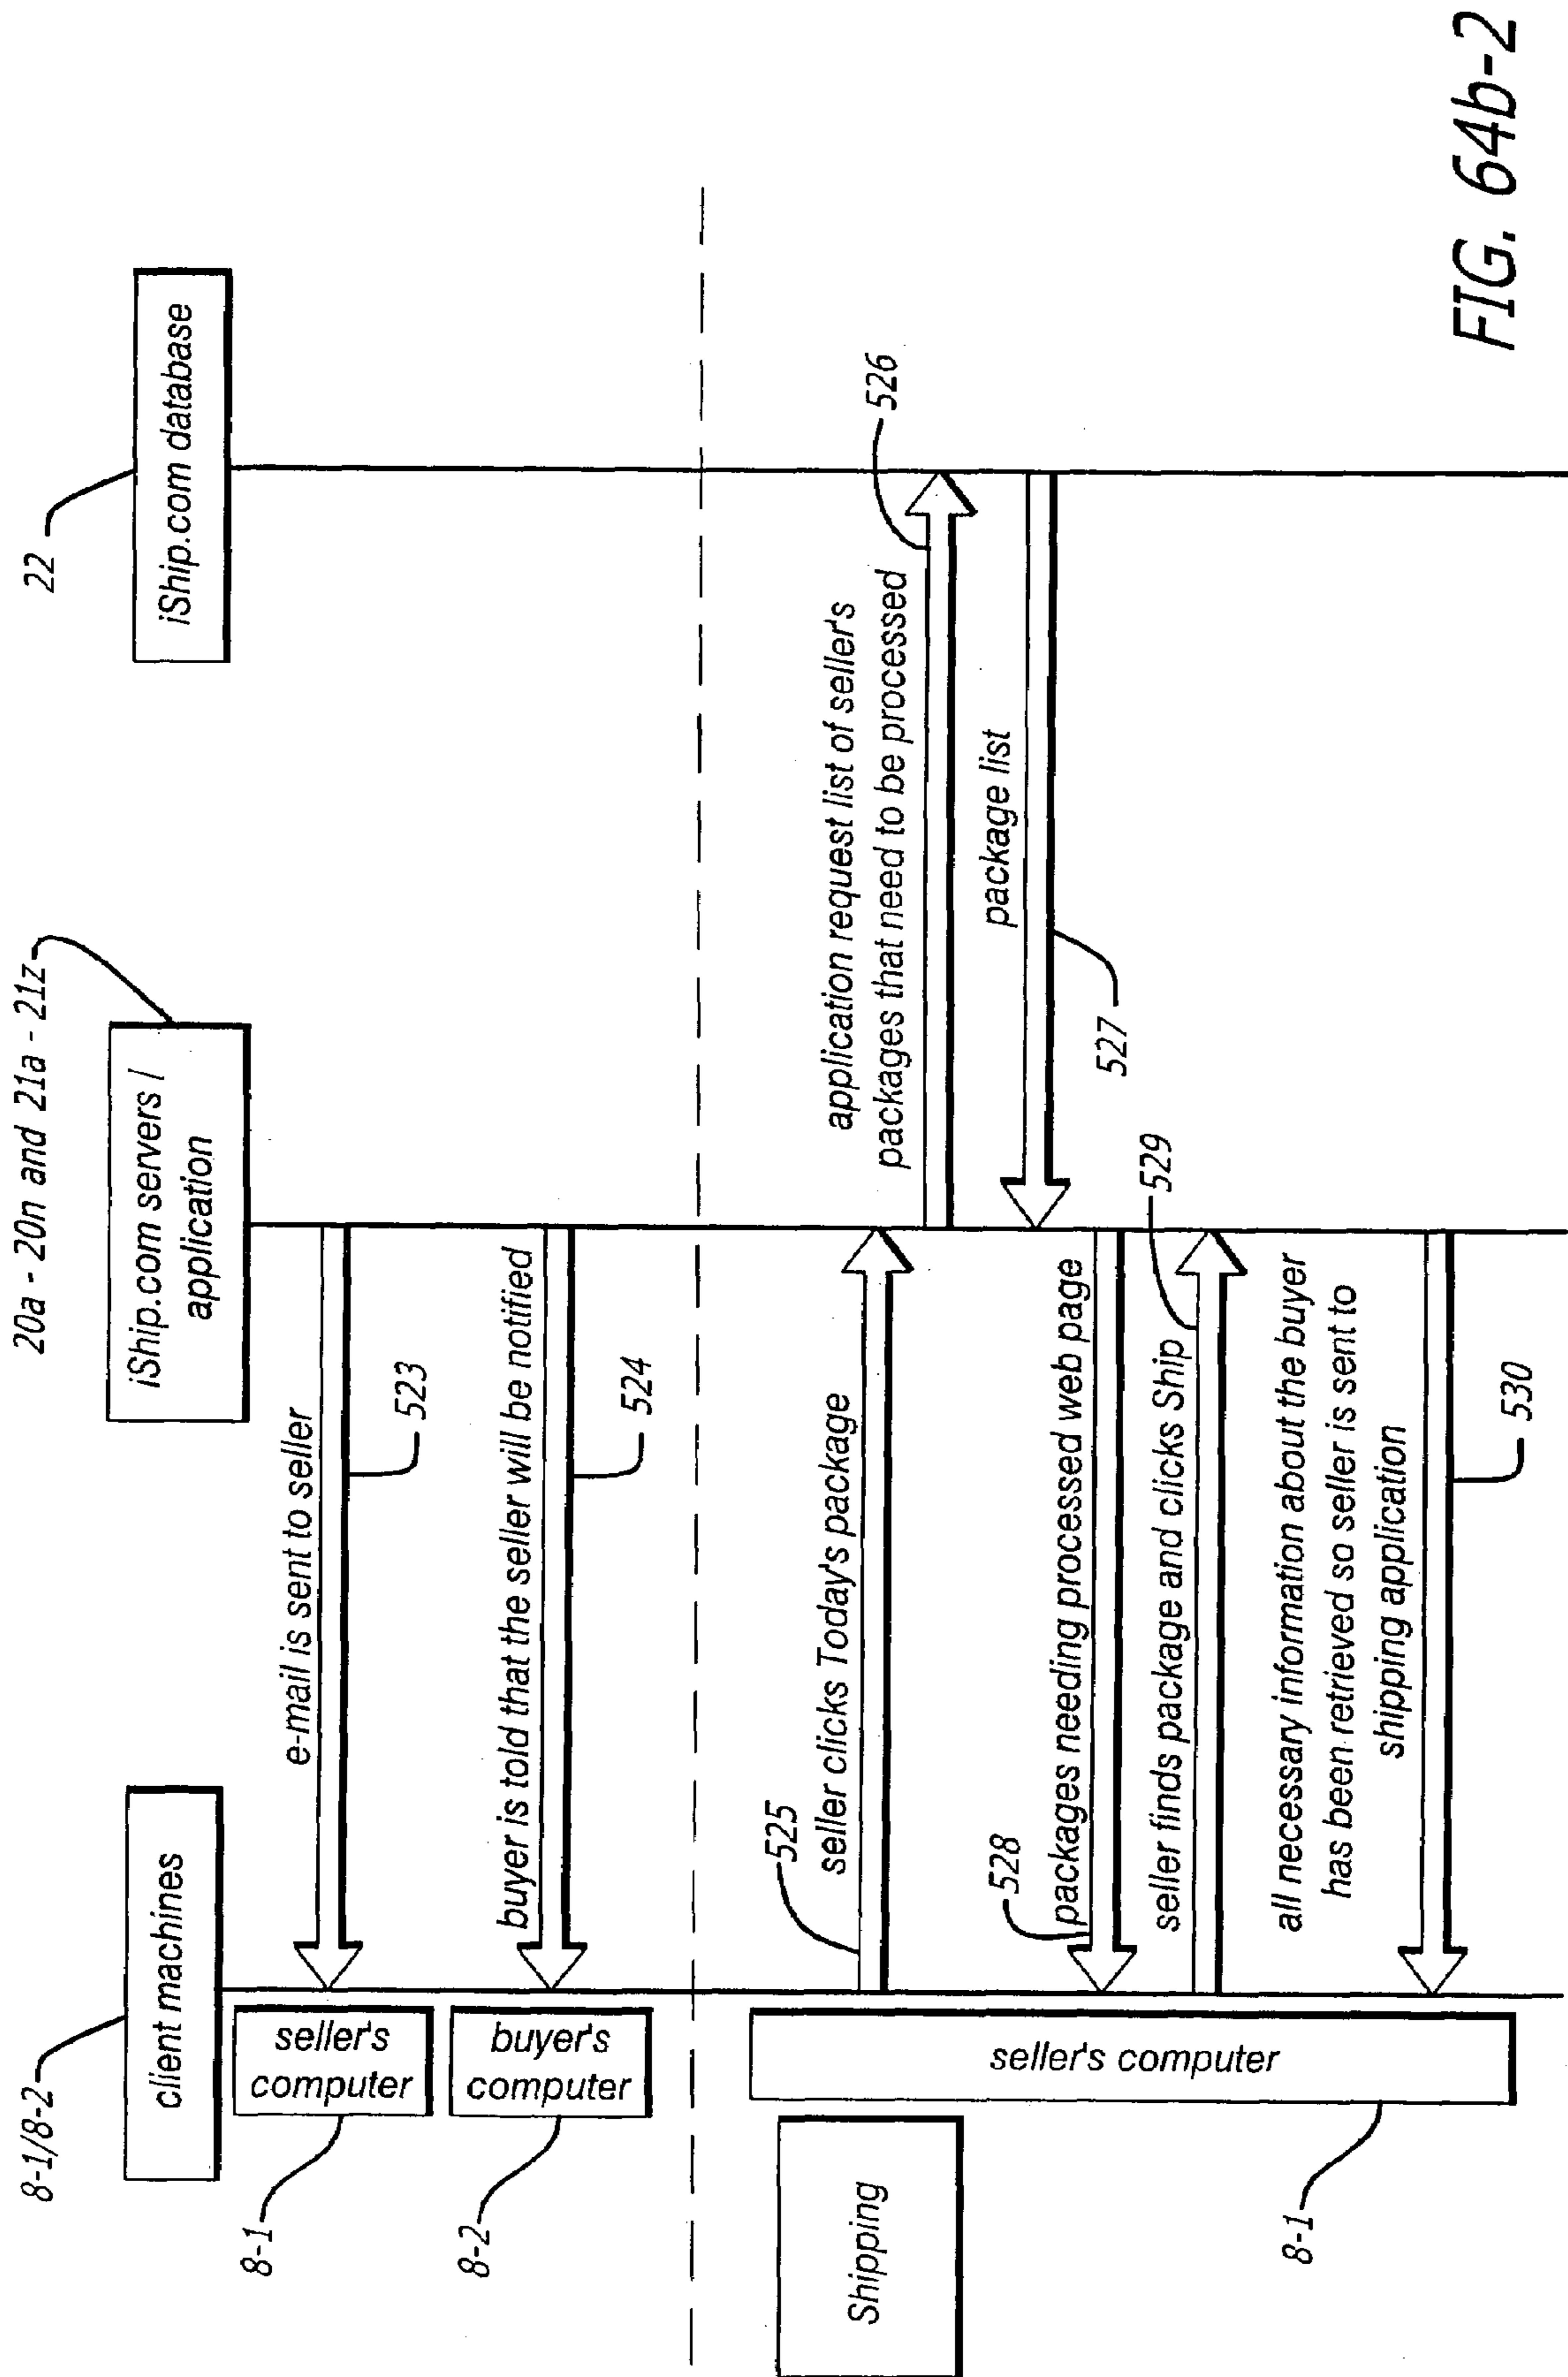 8-1/8-2
client machines
20a - 20n and 21a - 21z
iShip.com servers /
application
22
iShip.com database
8-1
seller's
computer
e-mail is sent to seller
523
8-2
buyer's
computer
buyer is told that the seller will be notified
524
Shipping
8-1
seller's computer
525
seller clicks Today's package
application request list of seller's
packages that need to be processed
526
package list
527
528
packages needing processed web page
seller finds package and clicks Ship
529
all necessary information about the buyer
has been retrieved so seller is sent to
shipping application
530
FIG. 64b-2